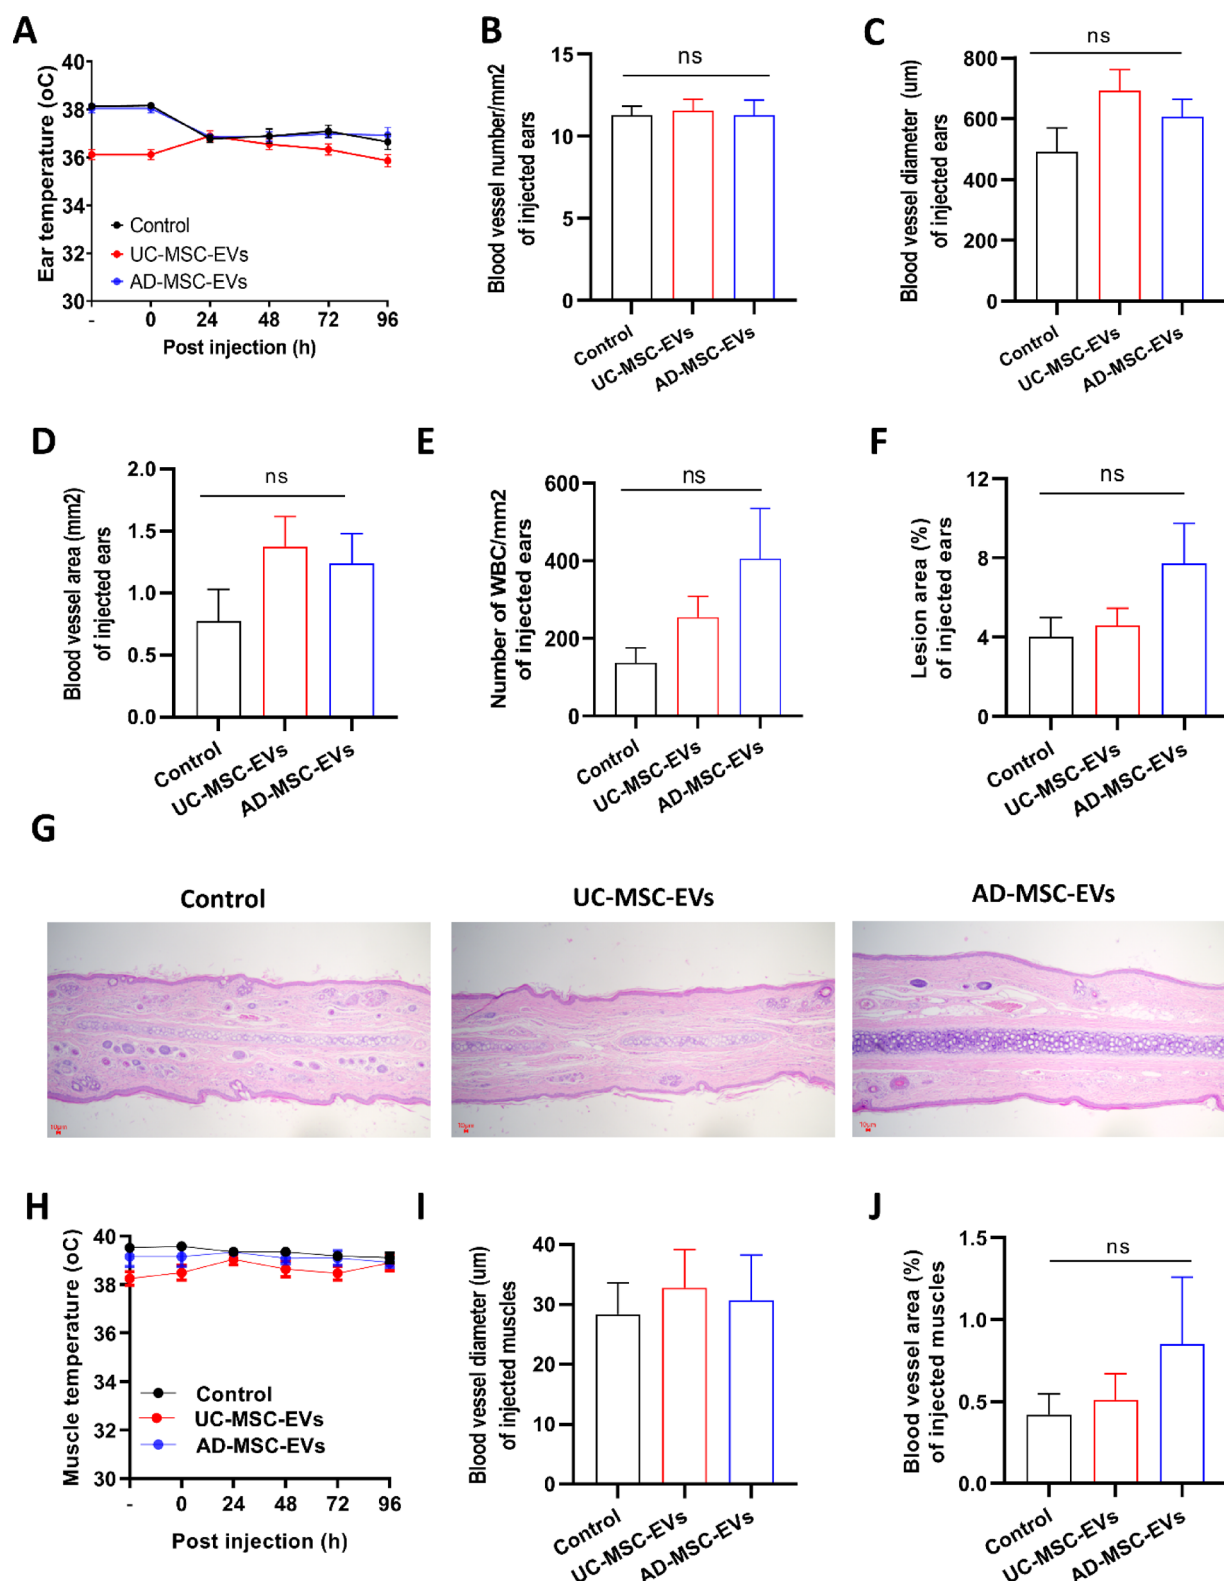 A
Ear temperature (oC)
40
38
36
34
32
30
Control
UC-MSC-EVs
AD-MSC-EVs
- 0 24 48 72 96
Post injection (h)
B
Blood vessel number/mm2
of injected ears
ns
15
10
5
0
Control
UC-MSC-EVs
AD-MSC-EVs
C
Blood vessel diameter (um)
of injected ears
ns
800
600
400
200
0
Control
UC-MSC-EVs
AD-MSC-EVs
D
Blood vessel area (mm2)
of injected ears
ns
2.0
1.5
1.0
0.5
0.0
Control
UC-MSC-EVs
AD-MSC-EVs
E
Number of WBC/mm2
of injected ears
ns
600
400
200
0
Control
UC-MSC-EVs
AD-MSC-EVs
F
Lesion area (%)
of injected ears
ns
12
8
4
0
Control
UC-MSC-EVs
AD-MSC-EVs
G
Control
UC-MSC-EVs
AD-MSC-EVs
10μm
10μm
10μm
H
Muscle temperature (oC)
40
38
36
34
32
30
Control
UC-MSC-EVs
AD-MSC-EVs
- 0 24 48 72 96
Post injection (h)
I
Blood vessel diameter (um)
of injected muscles
40
30
20
10
0
Control
UC-MSC-EVs
AD-MSC-EVs
J
Blood vessel area (%)
of injected muscles
ns
1.5
1.0
0.5
0.0
Control
UC-MSC-EVs
AD-MSC-EVs